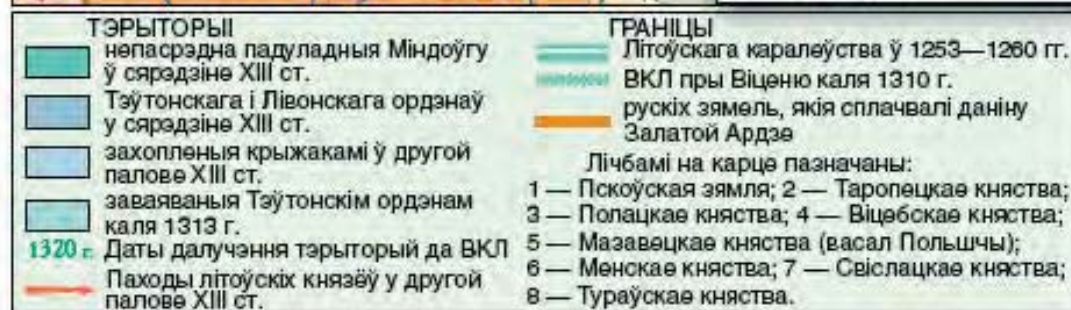 ТЭРЫТОРЫІ
непасрэдна падуладныя Міндоўгу
ў сярэдзіне XIII ст.
Тэўтонскага і Лівонскага ордэнаў
у сярэдзіне XIII ст.
захопленыя крыжакамі ў другой
палове XIII ст.
заваяваныя Тэўтонскім ордэнам
каля 1313 г.
1320 г. Даты далучэння тэрыторый да ВКЛ
Паходы літоўскіх князёў у другой
палове XIII ст.
ГРАНІЦЫ
Літоўскага каралеўства ў 1253—1260 гг.
ВКЛ пры Віценю каля 1310 г.
рускіх зямель, якія сплачвалі даніну
Залатой Ардзе
Лічбамі на карце пазначаны:
1 — Пскоўская зямля; 2 — Таропецкае княства;
3 — Полацкае княства; 4 — Віцебскае княства;
5 — Мазавецкае княства (васал Польшчы);
6 — Менскае княства; 7 — Свіслацкае княства;
8 — Тураўскае княства.